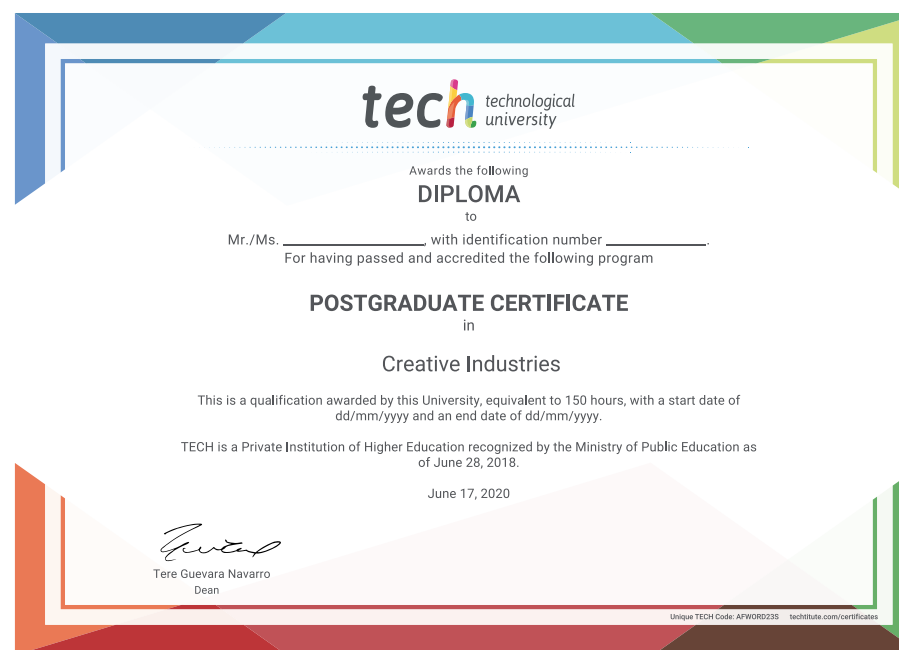 tech technological
university
Awards the following
DIPLOMA
to
Mr./Ms. ____________________, with identification number ______________.
For having passed and accredited the following program
POSTGRADUATE CERTIFICATE
in
Creative Industries
This is a qualification awarded by this University, equivalent to 150 hours, with a start date of
dd/mm/yyyy and an end date of dd/mm/yyyy.
TECH is a Private Institution of Higher Education recognized by the Ministry of Public Education as
of June 28, 2018.
June 17, 2020
Tere Guevara Navarro
Dean
Unique TECH Code: AFWORD23S techtitute.com/certificates